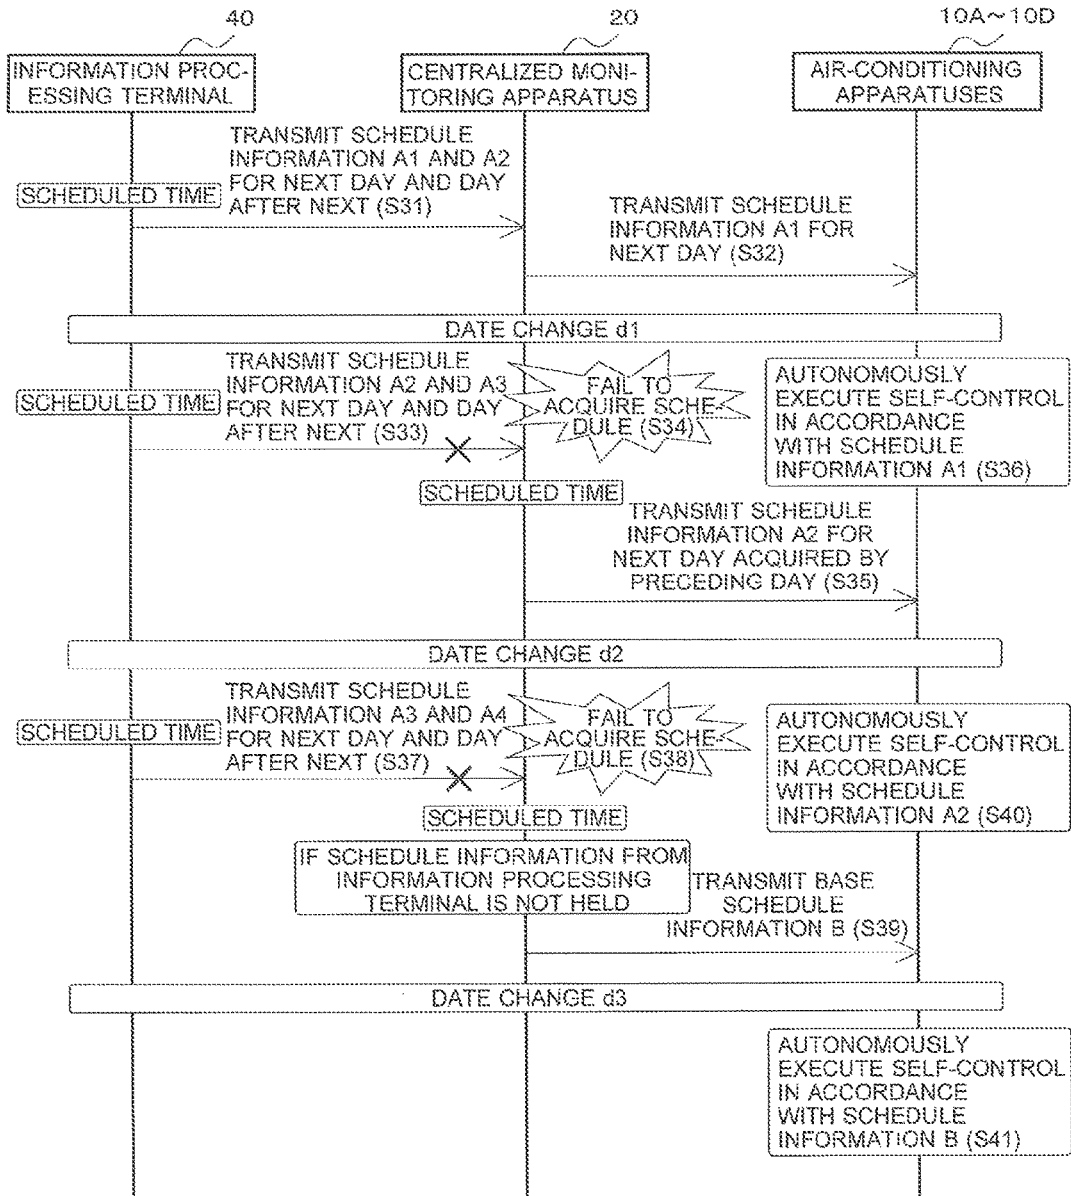 40
20
10A~10D
INFORMATION PROC-
ESSING TERMINAL
CENTRALIZED MONI-
TORING APPARATUS
AIR-CONDITIONING
APPARATUSES
TRANSMIT SCHEDULE
INFORMATION A1 AND A2
FOR NEXT DAY AND DAY
AFTER NEXT (S31)
SCHEDULED TIME
TRANSMIT SCHEDULE
INFORMATION A1 FOR
NEXT DAY (S32)
DATE CHANGE d1
TRANSMIT SCHEDULE
INFORMATION A2 AND A3
FOR NEXT DAY AND DAY
AFTER NEXT (S33)
SCHEDULED TIME
FAIL TO
ACQUIRE SCHE-
DULE (S34)
AUTONOMOUSLY
EXECUTE SELF-CONTROL
IN ACCORDANCE
WITH SCHEDULE
INFORMATION A1 (S36)
SCHEDULED TIME
TRANSMIT SCHEDULE
INFORMATION A2 FOR
NEXT DAY ACQUIRED BY
PRECEDING DAY (S35)
DATE CHANGE d2
TRANSMIT SCHEDULE
INFORMATION A3 AND A4
FOR NEXT DAY AND DAY
AFTER NEXT (S37)
SCHEDULED TIME
FAIL TO
ACQUIRE SCHE-
DULE (S38)
AUTONOMOUSLY
EXECUTE SELF-CONTROL
IN ACCORDANCE
WITH SCHEDULE
INFORMATION A2 (S40)
SCHEDULED TIME
IF SCHEDULE INFORMATION FROM
INFORMATION PROCESSING
TERMINAL IS NOT HELD
TRANSMIT BASE
SCHEDULE
INFORMATION B (S39)
DATE CHANGE d3
AUTONOMOUSLY
EXECUTE SELF-CONTROL
IN ACCORDANCE
WITH SCHEDULE
INFORMATION B (S41)